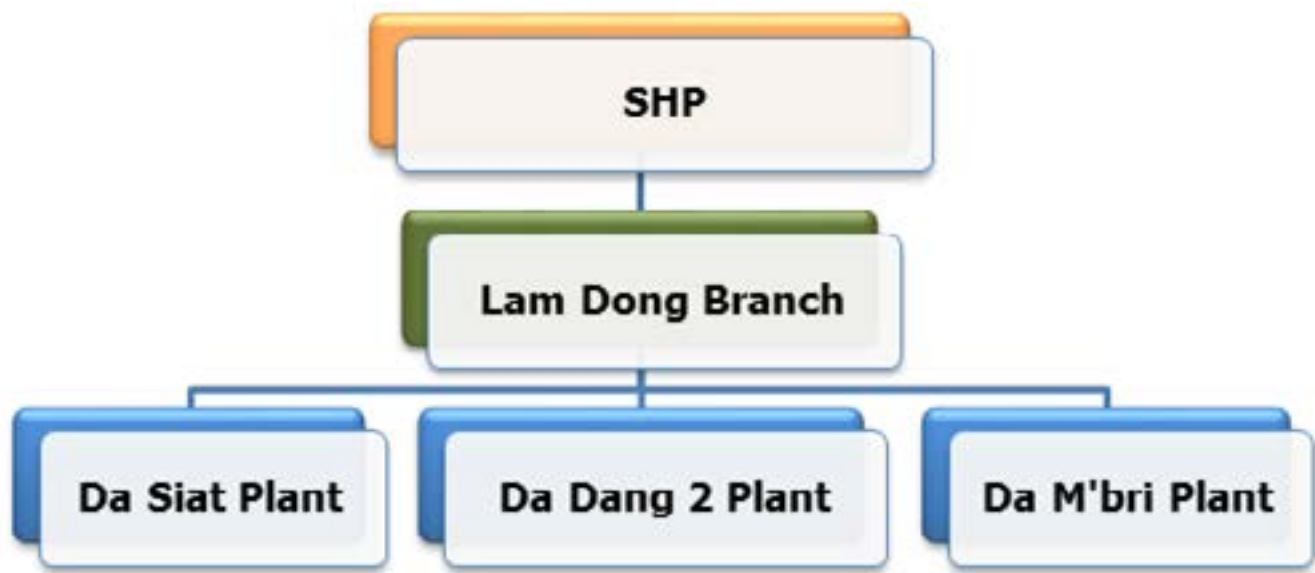 SHP
Lam Dong Branch
Da Siat Plant
Da Dang 2 Plant
Da M'bri Plant